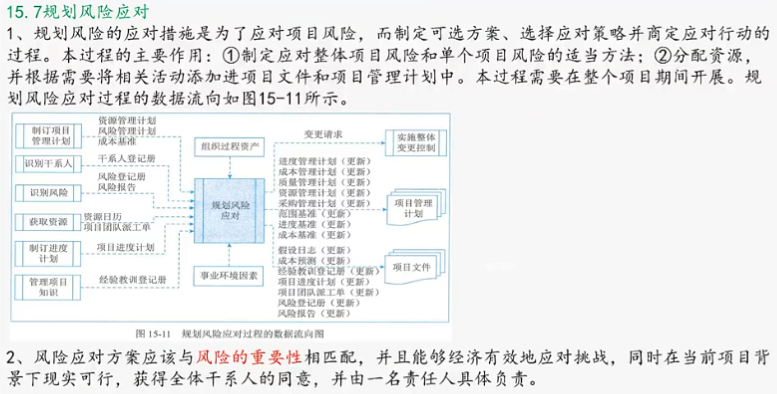 15.7规划风险应对
1、规划风险的应对措施是为了应对项目风险，而制定可选方案、选择应对策略并商定应对行动的
过程。本过程的主要作用：①制定应对整体项目风险和单个项目风险的适当方法；②分配资源，
并根据需要将相关活动添加进项目文件和项目管理计划中。本过程需要在整个项目期间开展。规
划风险应对过程的数据流向如图15-11所示。
制订项目
管理计划
资源管理计划
风险管理计划
成本基准
识别干系人
干系人登记册
识别风险
风险登记册
风险报告
获取资源
资源日历
项目团队派工单
制订进度
计划
项目进度计划
管理项目
知识
经验教训登记册
组织过程资产
规划风险
应对
事业环境因素
变更请求
实施整体
变更控制
进度管理计划（更新）
成本管理计划（更新）
质量管理计划（更新）
资源管理计划（更新）
采购管理计划（更新）
范围基准（更新）
进度基准（更新）
成本基准（更新）
项目管理
计划
假设日志（更新）
成本预测（更新）
经验教训登记册（更新）
项目进度计划（更新）
项目团队派工单（更新）
风险登记册（更新）
风险报告（更新）
项目文件
图 15-11 规划风险应对过程的数据流向图
2、风险应对方案应该与风险的重要性相匹配，并且能够经济有效地应对挑战，同时在当前项目背
景下现实可行，获得全体干系人的同意，并由一名责任人具体负责。